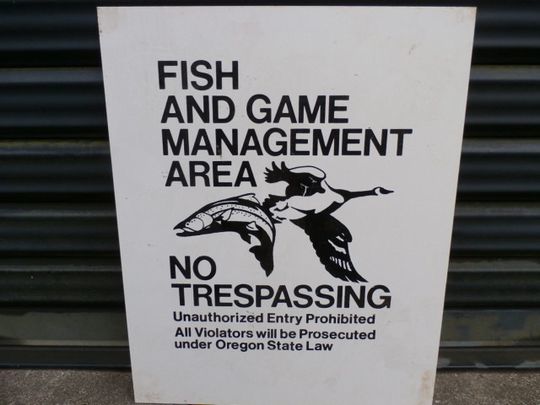 FISH
AND GAME
MANAGEMENT
AREA
NO
TRESPASSING
Unauthorized Entry Prohibited
All Violators will be Prosecuted
under Oregon State Law